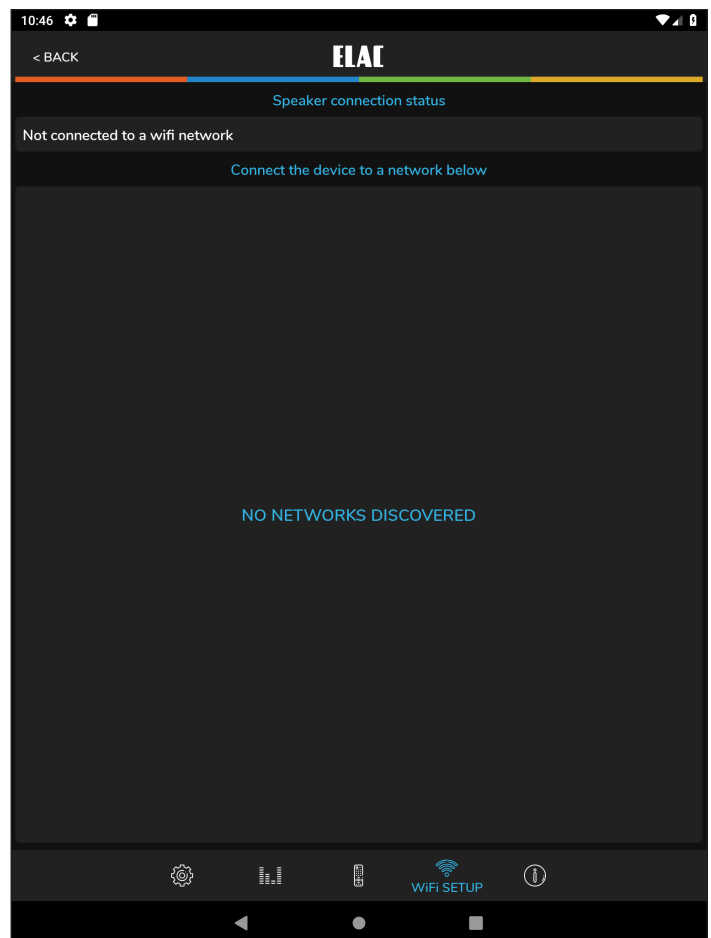 10:46
< BACK
ELAC
Speaker connection status
Not connected to a wifi network
Connect the device to a network below
NO NETWORKS DISCOVERED
WiFi SETUP